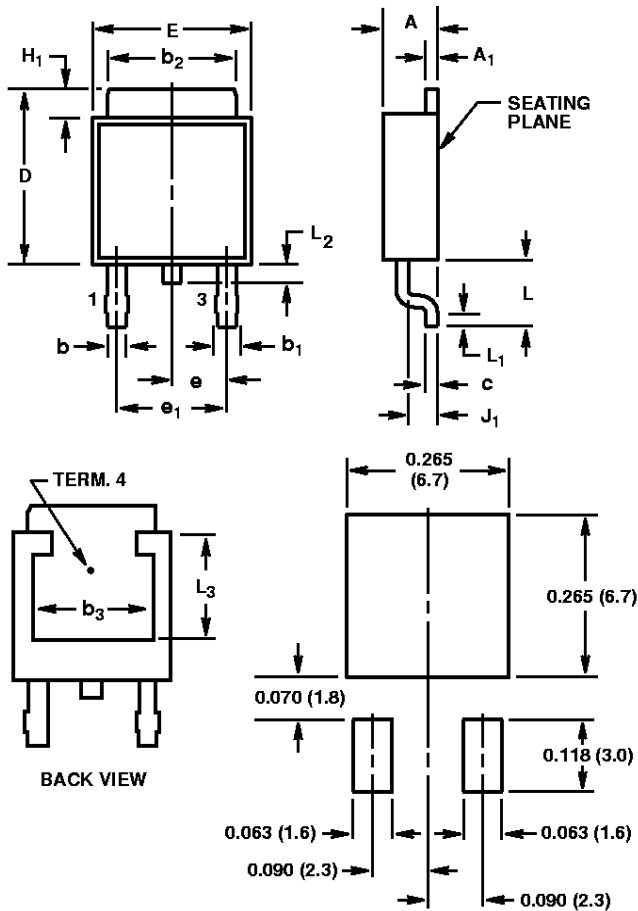 E
A
H1
b2
A1
SEATING
PLANE
D
L2
1
3
L
b
b1
L1
e
c
e1
J1
TERM. 4
0.265
(6.7)
L3
b3
0.265 (6.7)
0.070 (1.8)
0.118 (3.0)
BACK VIEW
0.063 (1.6)
0.063 (1.6)
0.090 (2.3)
0.090 (2.3)